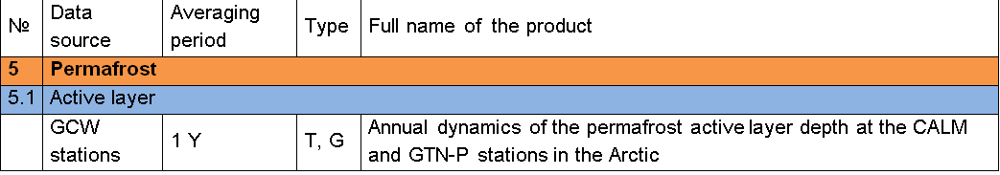 № Data source Averaging period Type Full name of the product
5 Permafrost
5.1 Active layer
GCW stations 1 Y T, G Annual dynamics of the permafrost active layer depth at the CALM
and GTN-P stations in the Arctic